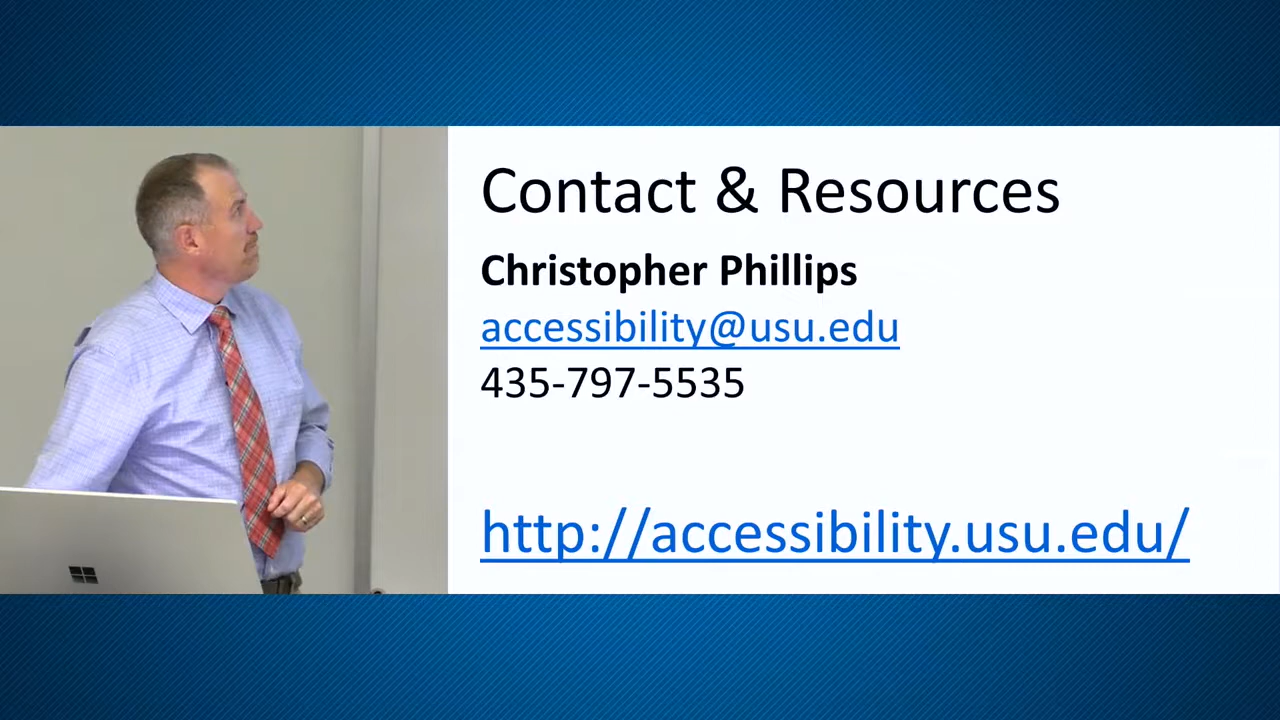 Contact & Resources
Christopher Phillips
accessibility@usu.edu
435-797-5535
http://accessibility.usu.edu/